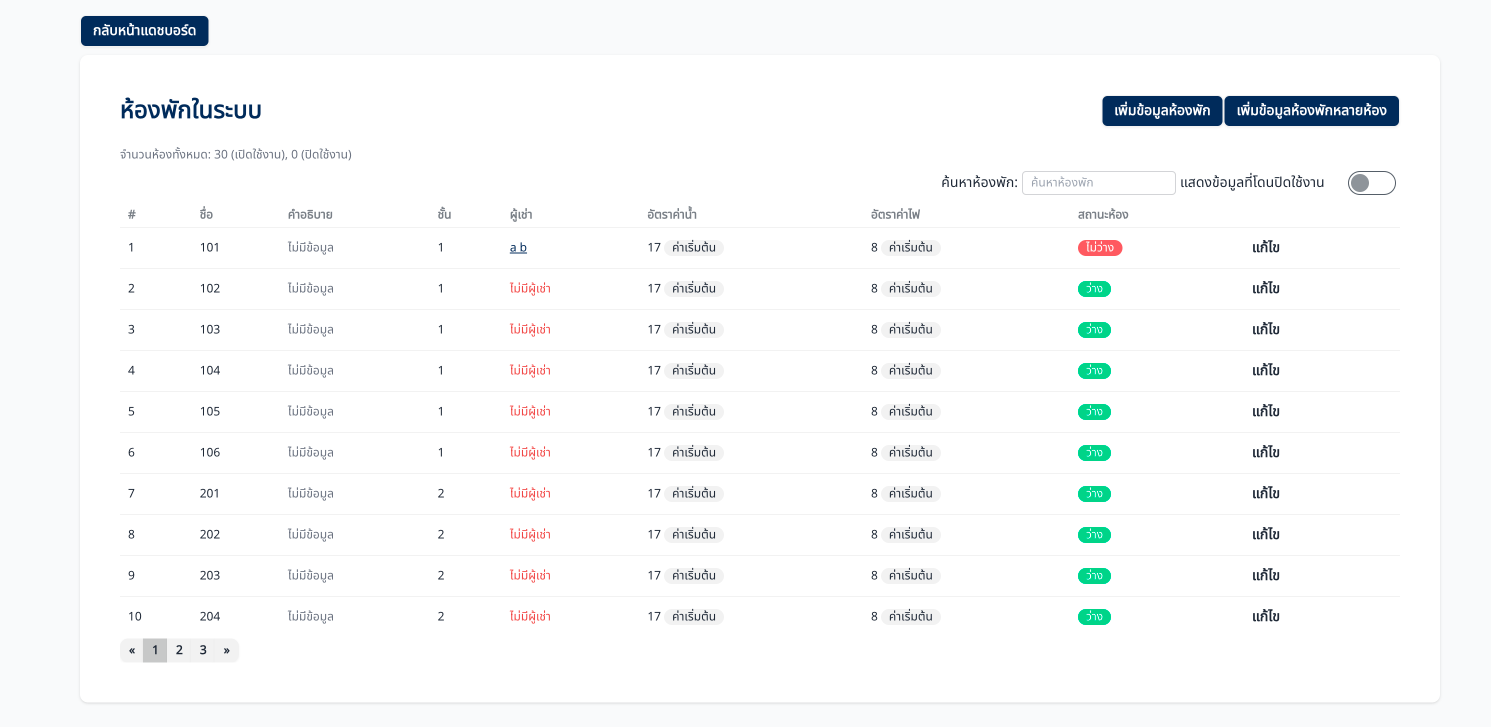 กลับหน้าแดชบอร์ด
ห้องพักในระบบ
เพิ่มข้อมูลห้องพัก เพิ่มข้อมูลห้องพักหลายห้อง
จำนวนห้องทั้งหมด: 30 (เปิดใช้งาน), 0 (ปิดใช้งาน)
ค้นหาห้องพัก: ค้นหาห้องพัก แสดงข้อมูลที่โดนปิดใช้งาน
# ชื่อ คำอธิบาย ชั้น ผู้เช่า อัตราค่าน้ำ อัตราค่าไฟ สถานะห้อง
1 101 ไม่มีข้อมูล 1 a b 17 ค่าเริ่มต้น 8 ค่าเริ่มต้น ไม่ว่าง แก้ไข
2 102 ไม่มีข้อมูล 1 ไม่มีผู้เช่า 17 ค่าเริ่มต้น 8 ค่าเริ่มต้น ว่าง แก้ไข
3 103 ไม่มีข้อมูล 1 ไม่มีผู้เช่า 17 ค่าเริ่มต้น 8 ค่าเริ่มต้น ว่าง แก้ไข
4 104 ไม่มีข้อมูล 1 ไม่มีผู้เช่า 17 ค่าเริ่มต้น 8 ค่าเริ่มต้น ว่าง แก้ไข
5 105 ไม่มีข้อมูล 1 ไม่มีผู้เช่า 17 ค่าเริ่มต้น 8 ค่าเริ่มต้น ว่าง แก้ไข
6 106 ไม่มีข้อมูล 1 ไม่มีผู้เช่า 17 ค่าเริ่มต้น 8 ค่าเริ่มต้น ว่าง แก้ไข
7 201 ไม่มีข้อมูล 2 ไม่มีผู้เช่า 17 ค่าเริ่มต้น 8 ค่าเริ่มต้น ว่าง แก้ไข
8 202 ไม่มีข้อมูล 2 ไม่มีผู้เช่า 17 ค่าเริ่มต้น 8 ค่าเริ่มต้น ว่าง แก้ไข
9 203 ไม่มีข้อมูล 2 ไม่มีผู้เช่า 17 ค่าเริ่มต้น 8 ค่าเริ่มต้น ว่าง แก้ไข
10 204 ไม่มีข้อมูล 2 ไม่มีผู้เช่า 17 ค่าเริ่มต้น 8 ค่าเริ่มต้น ว่าง แก้ไข
« 1 2 3 »